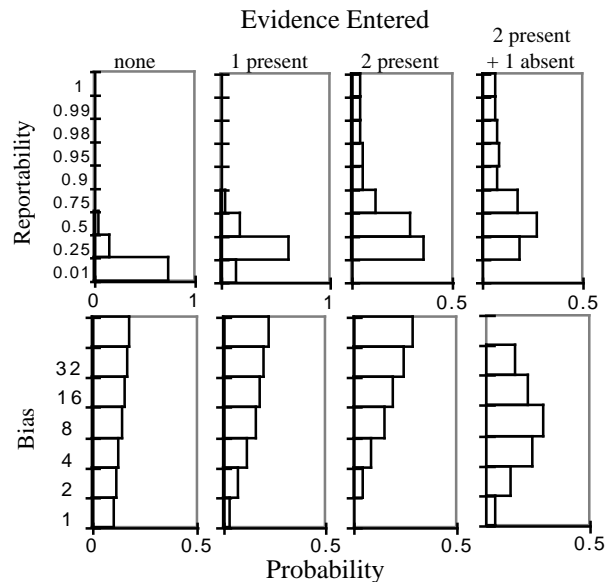 Evidence Entered
none
1 present
2 present
2 present
+ 1 absent
Reportability
1
0.99
0.98
0.95
0.9
0.75
0.5
0.25
0.01
0 1
1
0.5
0.5
Bias
32
16
8
4
2
1
0 0.5
0.5
0.5
0.5
Probability